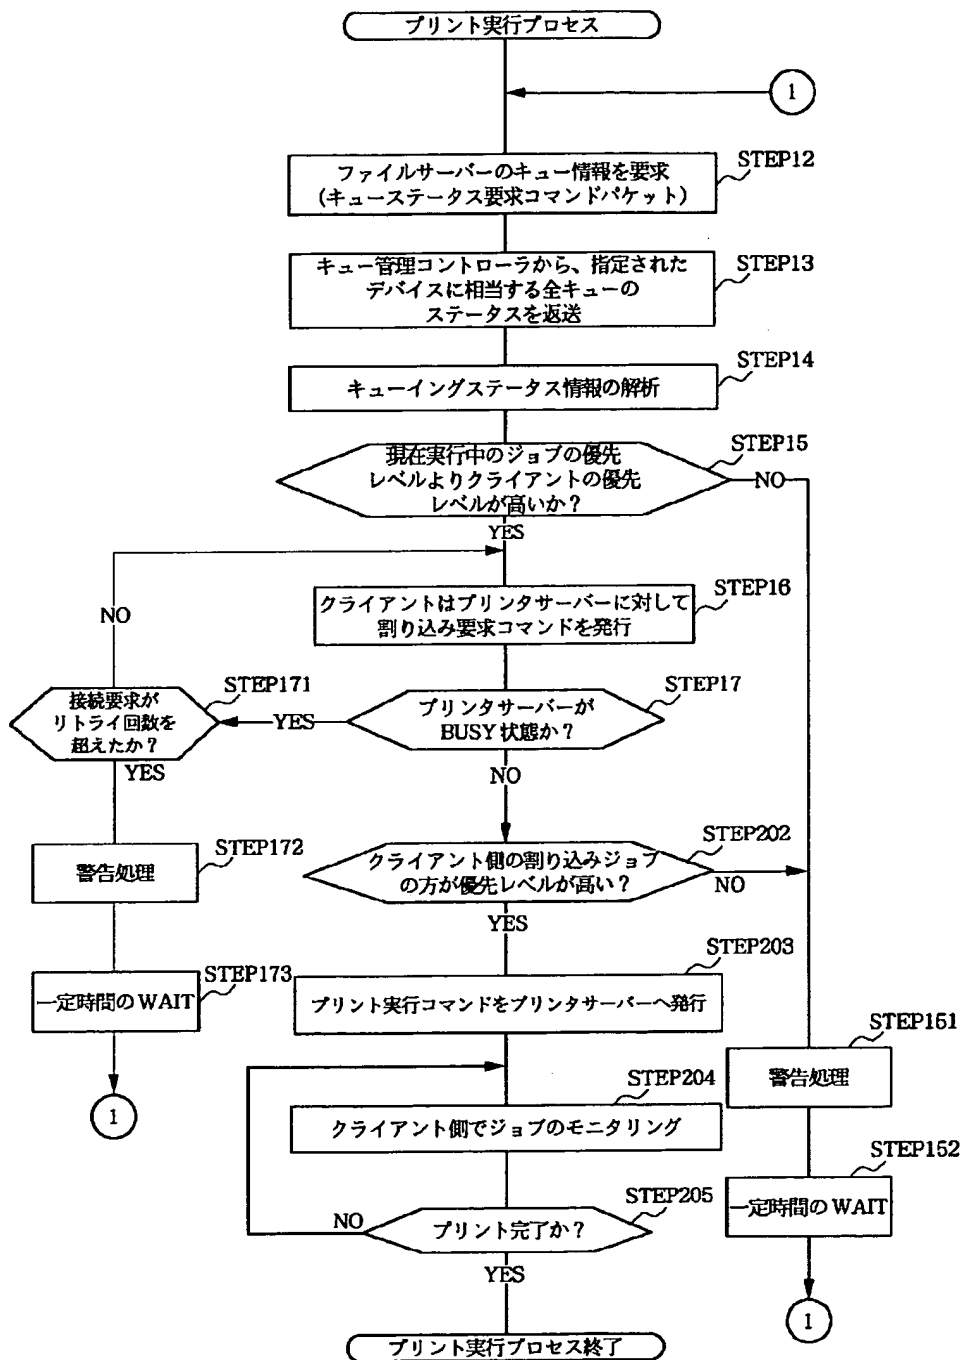 プリント実行プロセス
1
STEP12
ファイルサーバーのキュー情報を要求
（キューステータス要求コマンドパケット）
STEP13
キュー管理コントローラから、指定された
デバイスに相当する全キューの
ステータスを返送
STEP14
キューイングステータス情報の解析
STEP15
現在実行中のジョブの優先
レベルよりクライアントの優先
レベルが高いか？
NO
YES
STEP16
クライアントはプリンタサーバーに対して
割り込み要求コマンドを発行
NO
STEP171
接続要求が
リトライ回数を
超えたか？
YES
STEP17
プリンタサーバーが
BUSY状態か？
YES
NO
STEP172
警告処理
STEP202
クライアント側の割り込みジョブ
の方が優先レベルが高い？
NO
YES
STEP173
一定時間のWAIT
1
STEP203
プリント実行コマンドをプリンタサーバーへ発行
STEP151
警告処理
STEP204
クライアント側でジョブのモニタリング
STEP152
一定時間のWAIT
1
STEP205
プリント完了か？
NO
YES
プリント実行プロセス終了